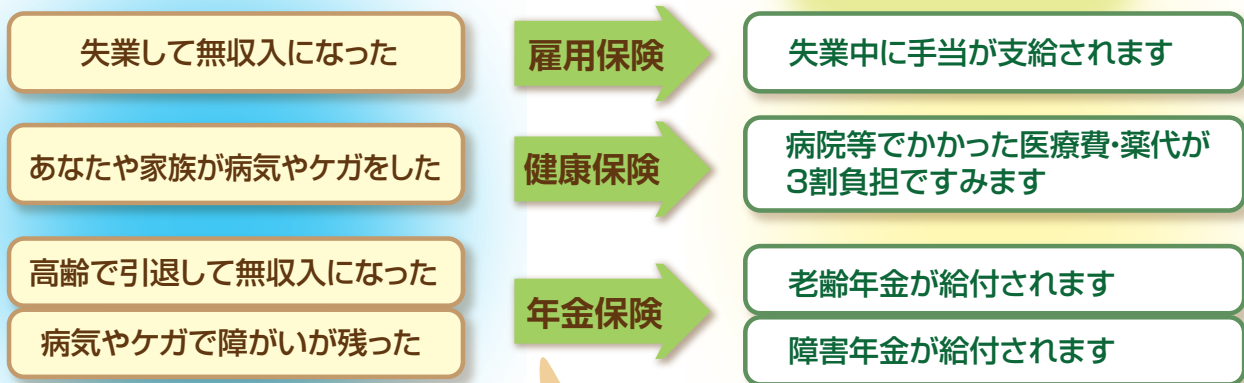 失業して無収入になった
雇用保険
失業中に手当が支給されます
あなたや家族が病気やケガをした
健康保険
病院等でかかった医療費・薬代が
3割負担ですみます
高齢で引退して無収入になった
病気やケガで障がいが残った
年金保険
老齢年金が給付されます
障害年金が給付されます